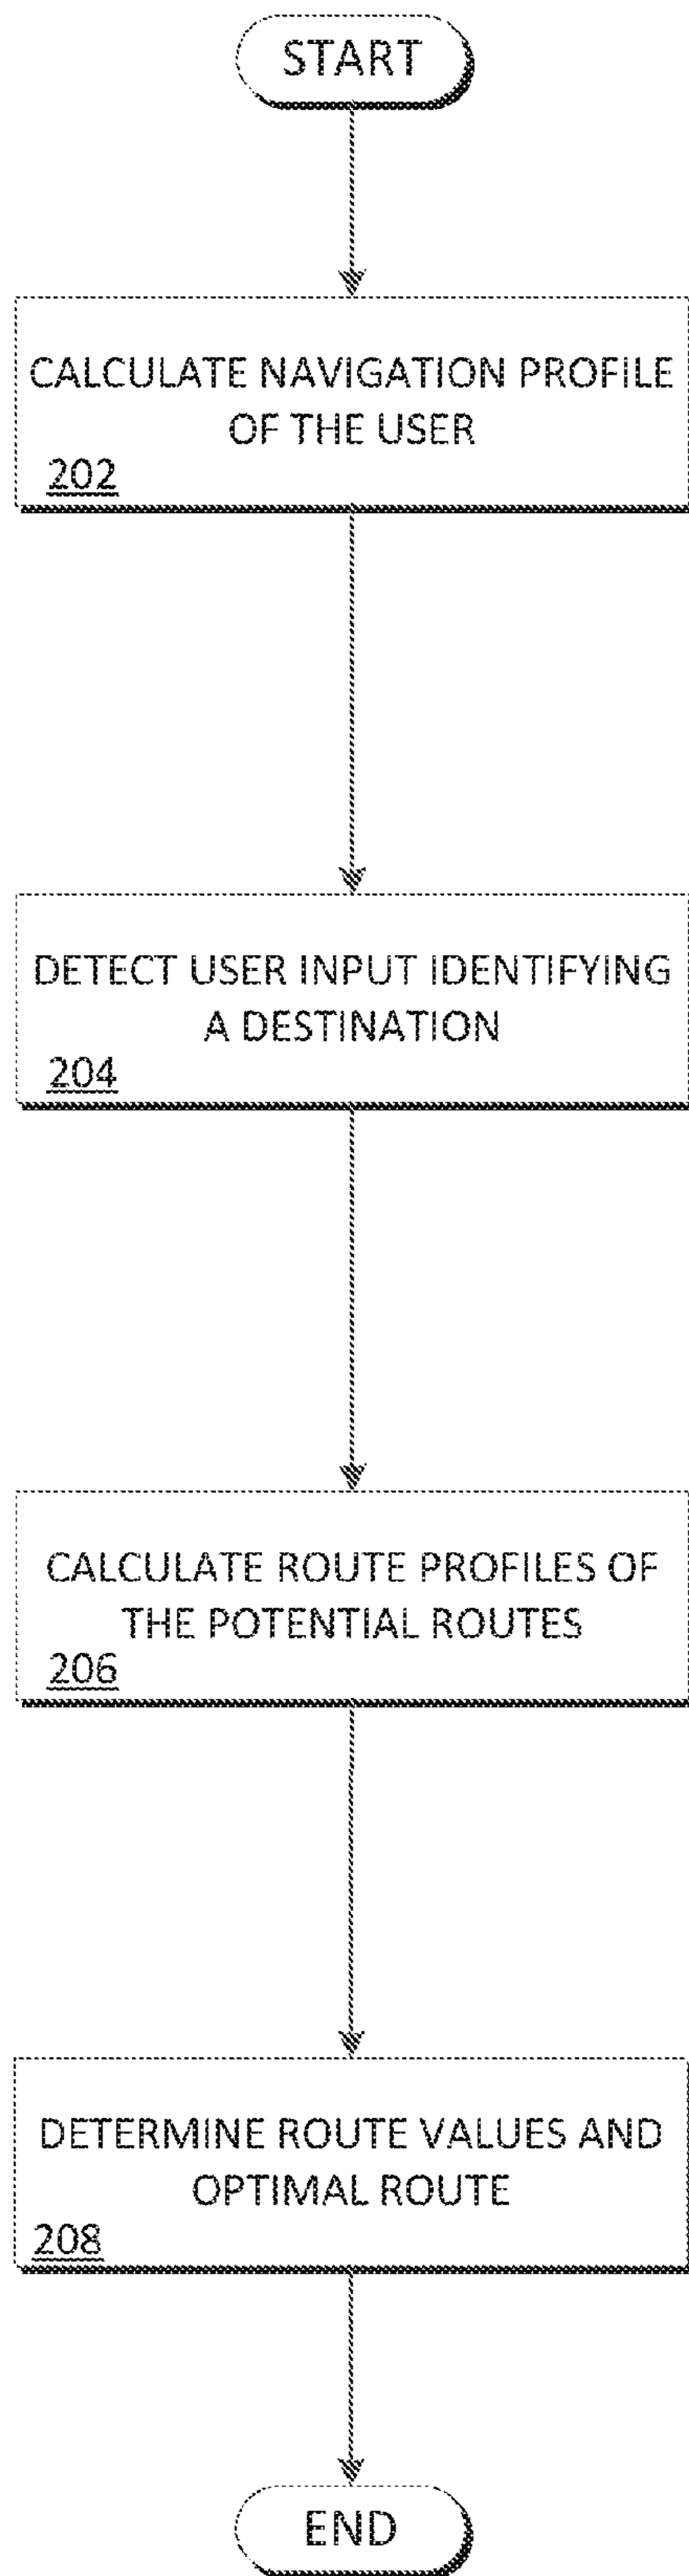 START
CALCULATE NAVIGATION PROFILE
OF THE USER
202
DETECT USER INPUT IDENTIFYING
A DESTINATION
204
CALCULATE ROUTE PROFILES OF
THE POTENTIAL ROUTES
206
DETERMINE ROUTE VALUES AND
OPTIMAL ROUTE
208
END